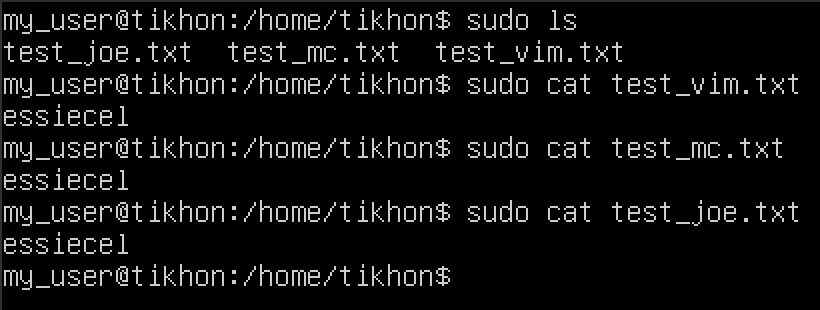 my_user@tikhon:/home/tikhon$ sudo ls
test_joe.txt  test_mc.txt  test_vim.txt
my_user@tikhon:/home/tikhon$ sudo cat test_vim.txt
essiecel
my_user@tikhon:/home/tikhon$ sudo cat test_mc.txt
essiecel
my_user@tikhon:/home/tikhon$ sudo cat test_joe.txt
essiecel
my_user@tikhon:/home/tikhon$